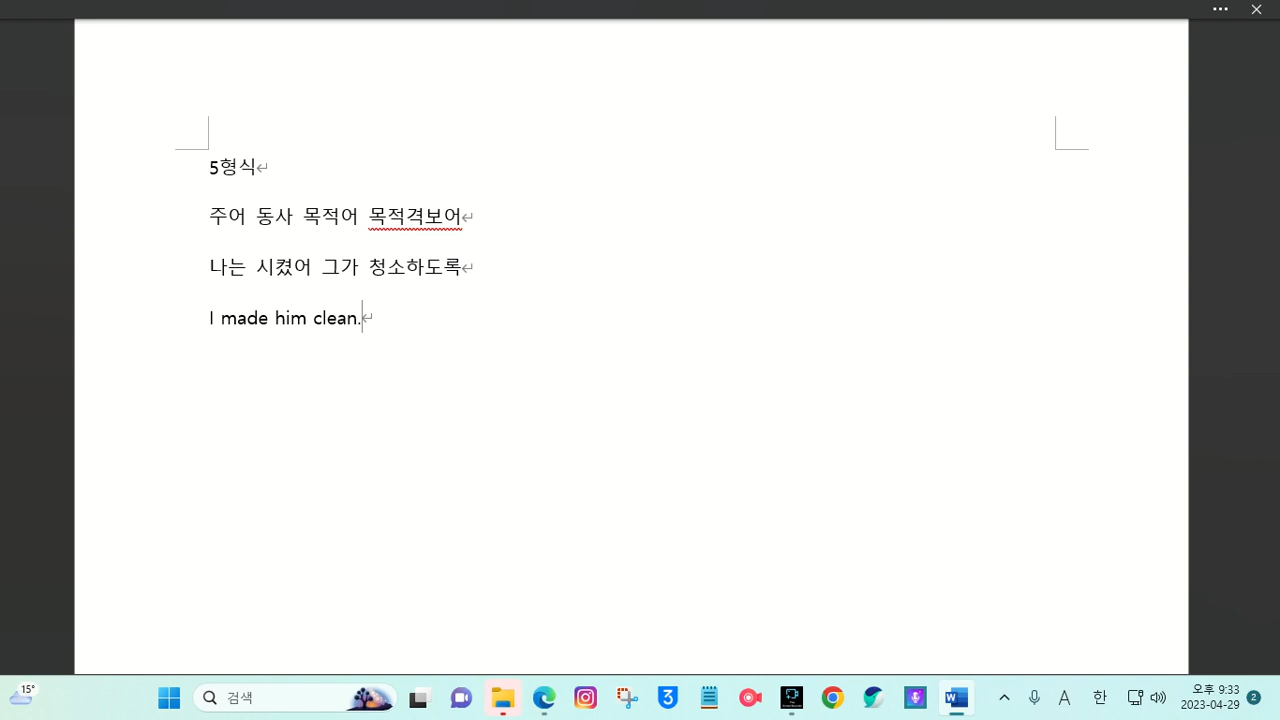 5형식
주어 동사 목적어 목적격보어
나는 시켰어 그가 청소하도록
I made him clean.
15°
검색
3
W
A
한
오후 9:33
2023-04-29
2